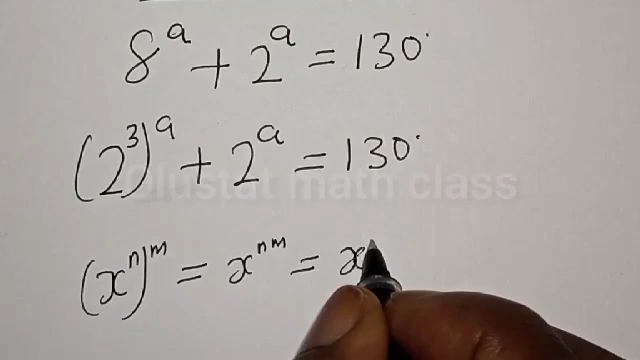 8^a + 2^a = 130.
(2^3)^a + 2^a = 130.
Olustat math class
(x^n)^m = x^{nm} = x